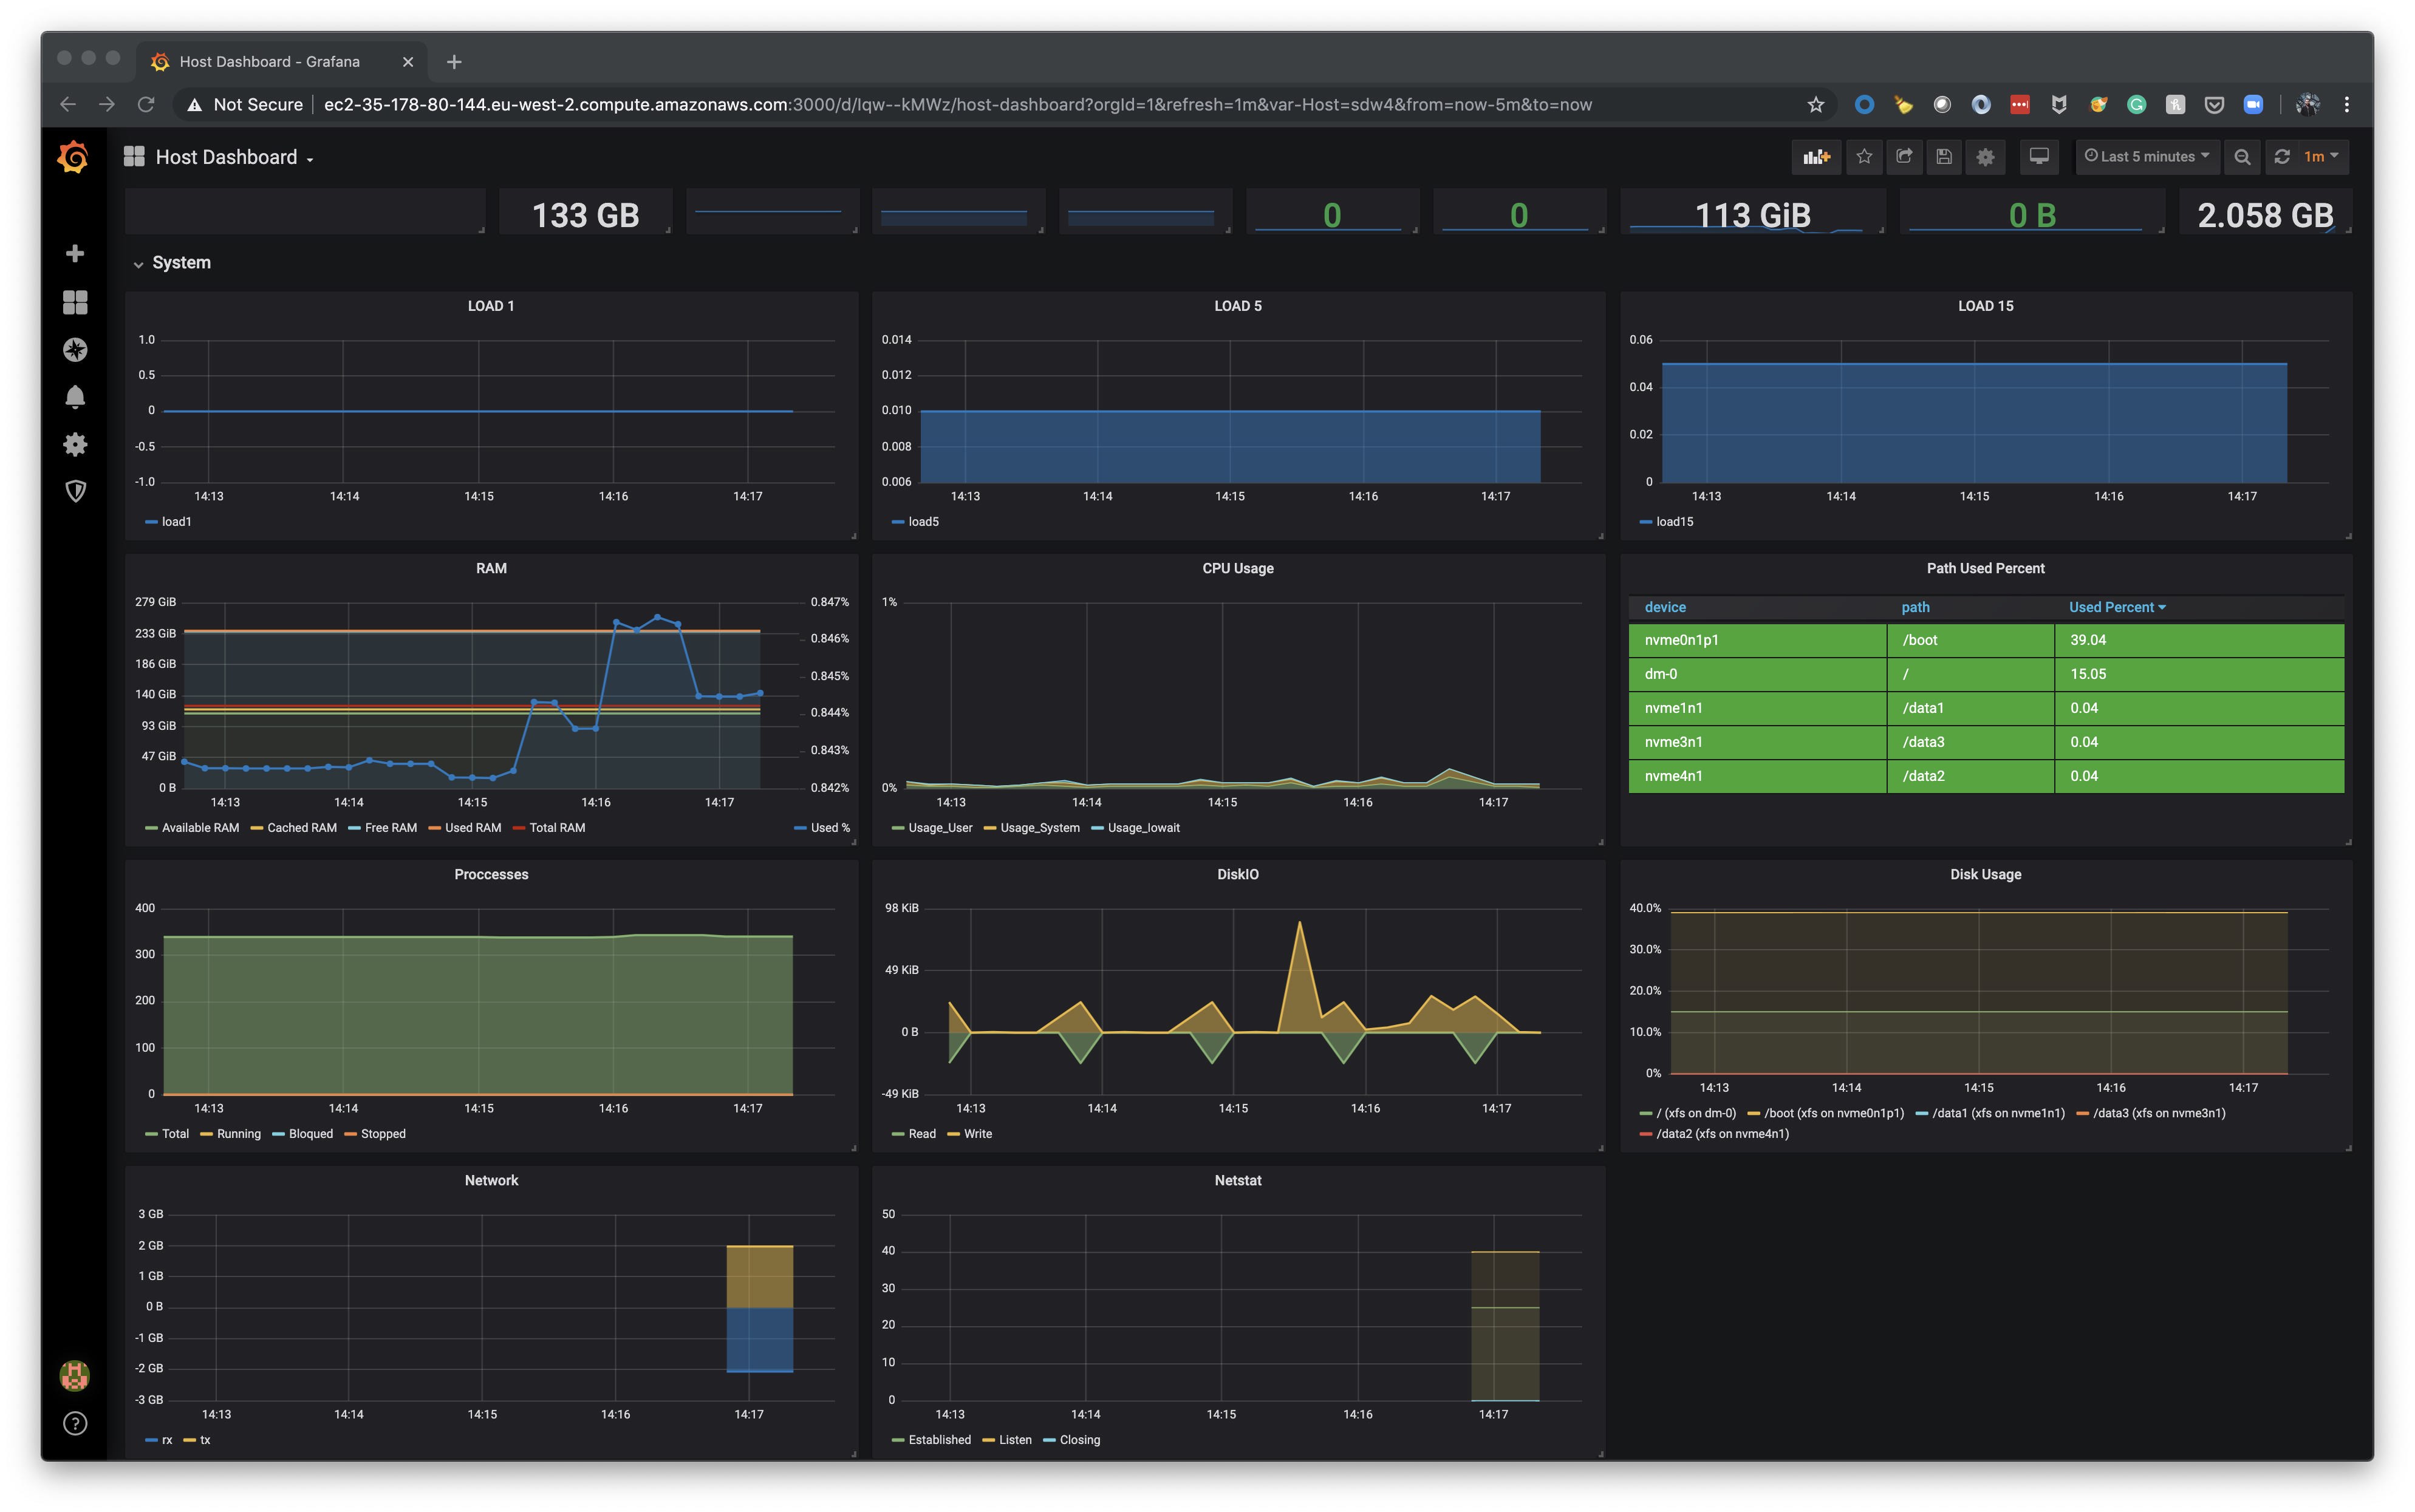 Host Dashboard - Grafana
Not Secure
ec2-35-178-80-144.eu-west-2.compute.amazonaws.com:3000/d/Iqw--kMWz/host-dashboard?orgId=1&refresh=1m&var-Host=sdw4&from=now-5m&to=now
Host Dashboard
Last 5 minutes
1m
133 GB
0
0
113 GiB
0 B
2.058 GB
System
LOAD 1
1.0
0.5
0
-0.5
-1.0
14:13 14:14 14:15 14:16 14:17
load1
LOAD 5
0.014
0.012
0.010
0.008
0.006
14:13 14:14 14:15 14:16 14:17
load5
LOAD 15
0.06
0.04
0.02
0
14:13 14:14 14:15 14:16 14:17
load15
RAM
279 GiB
233 GiB
186 GiB
140 GiB
93 GiB
47 GiB
0 B
0.847%
0.846%
0.845%
0.844%
0.843%
0.842%
14:13 14:14 14:15 14:16 14:17
Available RAM Cached RAM Free RAM Used RAM Total RAM Used %
CPU Usage
1%
0%
14:13 14:14 14:15 14:16 14:17
Usage_User Usage_System Usage_Iowait
Path Used Percent
device path Used Percent
nvme0n1p1 /boot 39.04
dm-0 / 15.05
nvme1n1 /data1 0.04
nvme3n1 /data3 0.04
nvme4n1 /data2 0.04
Proccesses
400
300
200
100
0
14:13 14:14 14:15 14:16 14:17
Total Running Bloqued Stopped
DiskIO
98 KiB
49 KiB
0 B
-49 KiB
14:13 14:14 14:15 14:16 14:17
Read Write
Disk Usage
40.0%
30.0%
20.0%
10.0%
0%
14:13 14:14 14:15 14:16 14:17
/ (xfs on dm-0) /boot (xfs on nvme0n1p1) /data1 (xfs on nvme1n1) /data3 (xfs on nvme3n1)
/data2 (xfs on nvme4n1)
Network
3 GB
2 GB
1 GB
0 B
-1 GB
-2 GB
-3 GB
14:13 14:14 14:15 14:16 14:17
rx tx
Netstat
50
40
30
20
10
0
14:13 14:14 14:15 14:16 14:17
Established Listen Closing